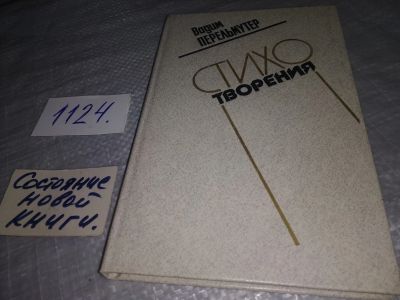 Вадим
ПЕРЕЛЬМУТЕР
СТИХО
ТВОРЕНИЯ
1124.
Состояние
новой
книги.